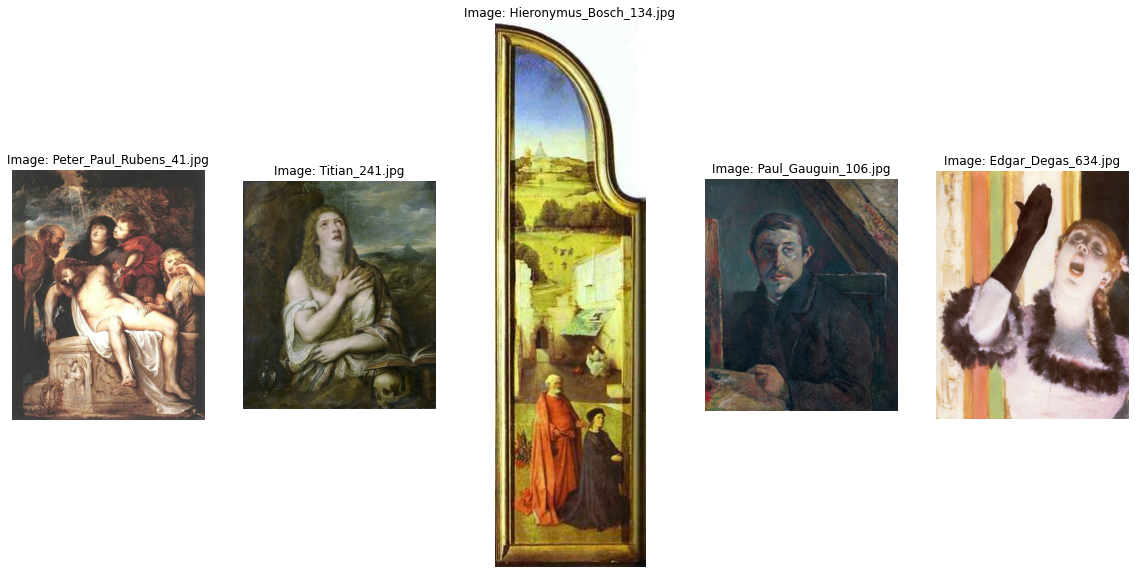 Image: Peter_Paul_Rubens_41.jpg
Image: Titian_241.jpg
Image: Hieronymus_Bosch_134.jpg
Image: Paul_Gauguin_106.jpg
Image: Edgar_Degas_634.jpg